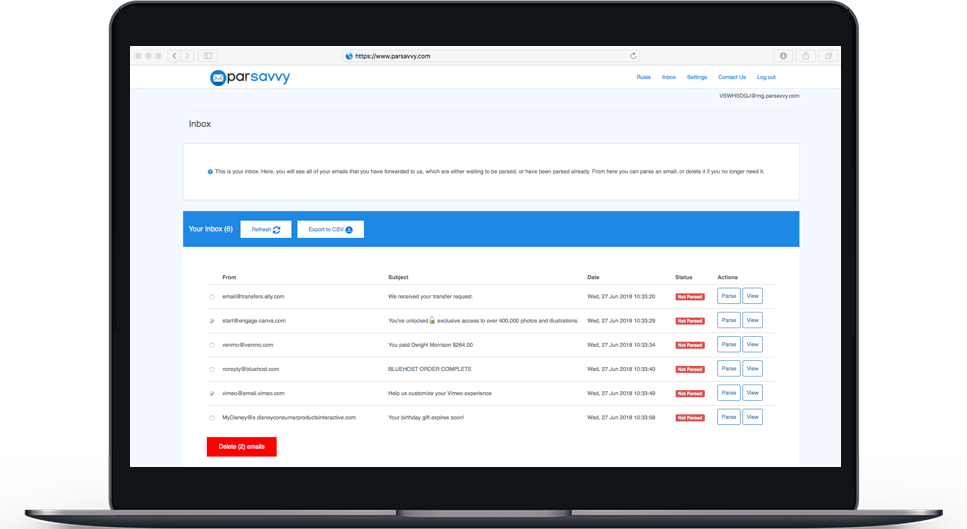 https://www.parsavvy.com
parsavvy
Rules Inbox Settings Contact Us Log out
VSWHSDGJ@mg.parsavvy.com
Inbox
This is your inbox. Here, you will see all of your emails that you have forwarded to us, which are either waiting to be parsed, or have been parsed already. From here you can parse an email, or delete it if you no longer need it.
Your Inbox (6) Refresh Export to CSV
From Subject Date Status Actions
email@transfers.ally.com We received your transfer request. Wed, 27 Jun 2018 10:33:20 Not Parsed Parse View
start@engage.canva.com You've unlocked🔓 exclusive access to over 400,000 photos and illustrations. Wed, 27 Jun 2018 10:33:29 Not Parsed Parse View
venmo@venmo.com You paid Dwight Morrison $264.00 Wed, 27 Jun 2018 10:33:34 Not Parsed Parse View
noreply@bluehost.com BLUEHOST ORDER COMPLETE Wed, 27 Jun 2018 10:33:40 Not Parsed Parse View
vimeo@email.vimeo.com Help us customize your Vimeo experience Wed, 27 Jun 2018 10:33:49 Not Parsed Parse View
MyDisney@e.disneyconsumerproductsinteractive.com Your birthday gift expires soon! Wed, 27 Jun 2018 10:33:58 Not Parsed Parse View
Delete (2) emails